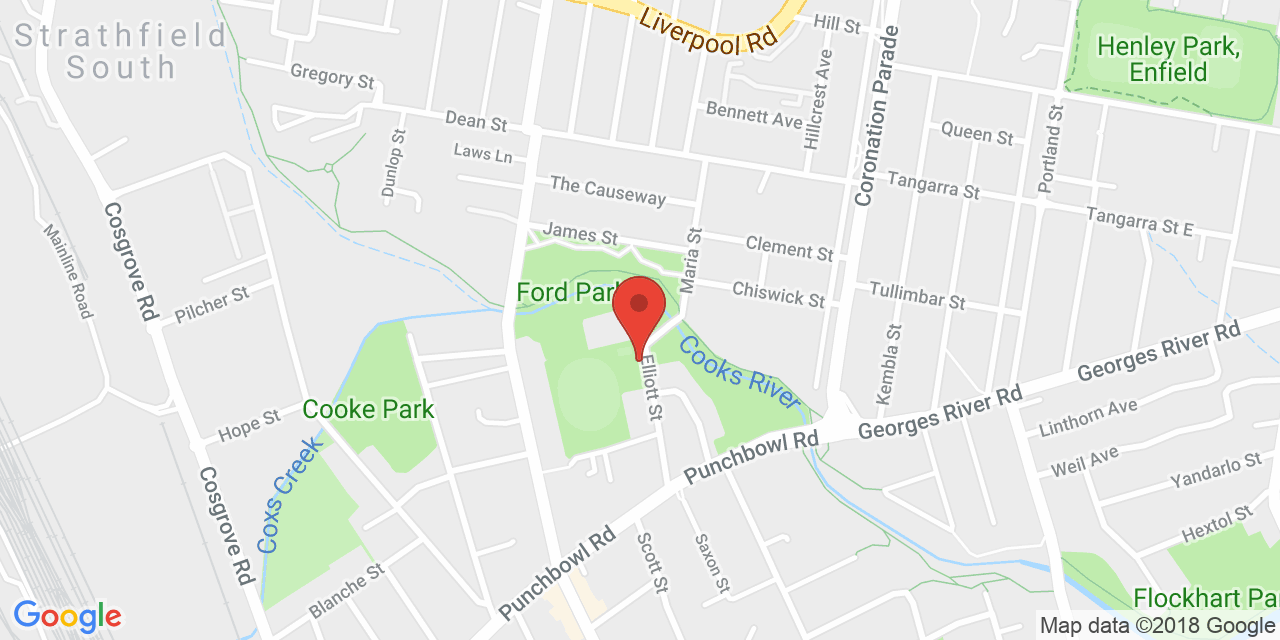 Strathfield
South
Liverpool Rd
Hill St
Coronation Parade
Henley Park,
Enfield
Gregory St
Hillcrest Ave
Bennett Ave
Dean St
Queen St
Portland St
Laws Ln
Dunlop St
The Causeway
Tangarra St
Tangarra St E
Mainline Road
Cosgrove Rd
James St
Maria St
Clement St
Pilcher St
Ford Park
Chiswick St
Tullimbar St
Kembla St
Georges River Rd
Cooks River
Elliott St
Cooke Park
Hope St
Georges River Rd
Linthorn Ave
Punchbowl Rd
Coxs Creek
Cosgrove Rd
Weil Ave
Yandarlo St
Hextol St
Punchbowl Rd
Scott St
Saxon St
Blanche St
Flockhart Par
Google
Map data ©2018 Google